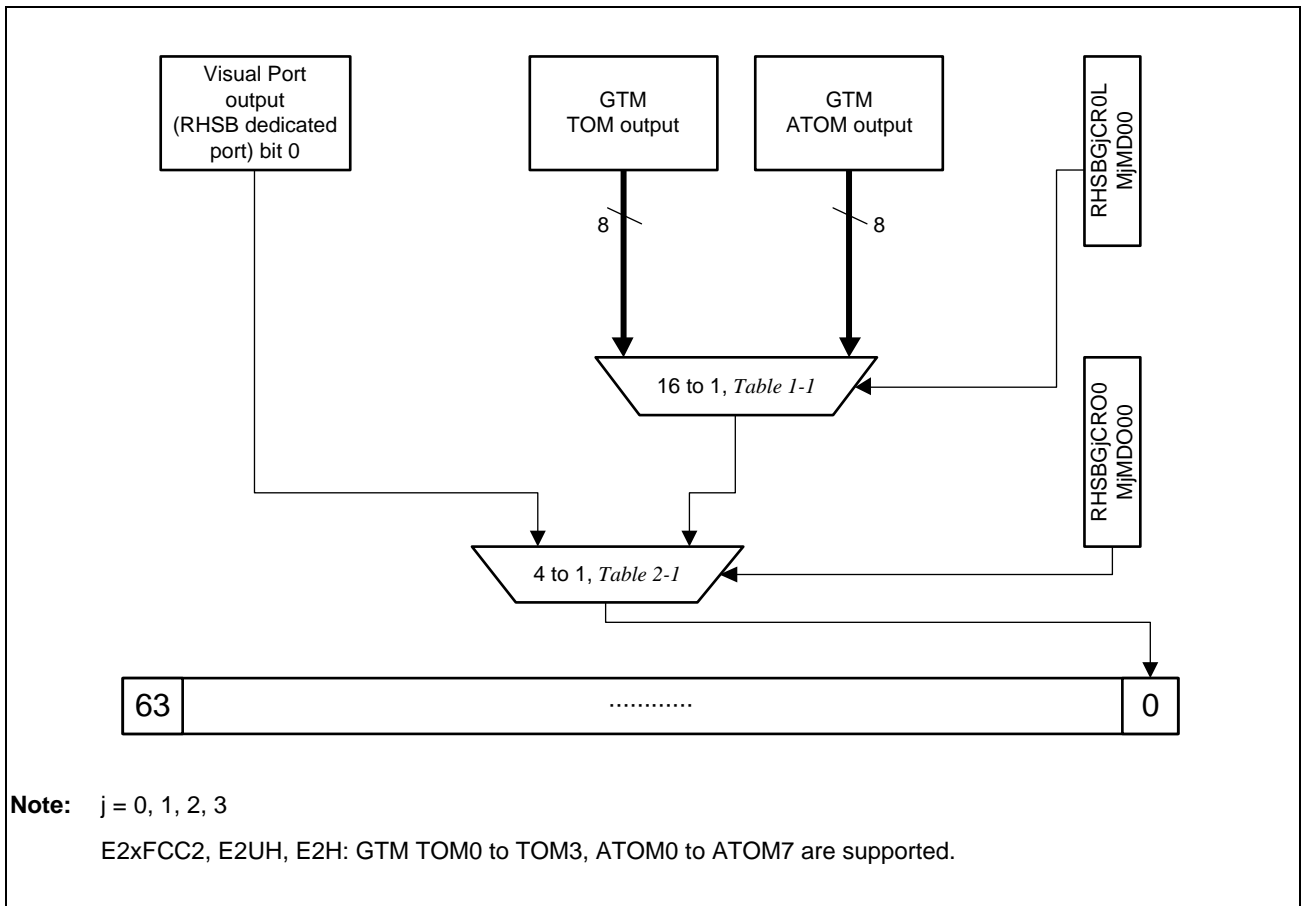 Visual Port
output
(RHSB dedicated
port) bit 0
GTM
TOM output
GTM
ATOM output
RHSBGjCR0L
MjMD00
8
8
16 to 1, Table 1-1
RHSBGjCRO0
MjMDO00
4 to 1, Table 2-1
63
............
0
Note: j = 0, 1, 2, 3
E2xFCC2, E2UH, E2H: GTM TOM0 to TOM3, ATOM0 to ATOM7 are supported.